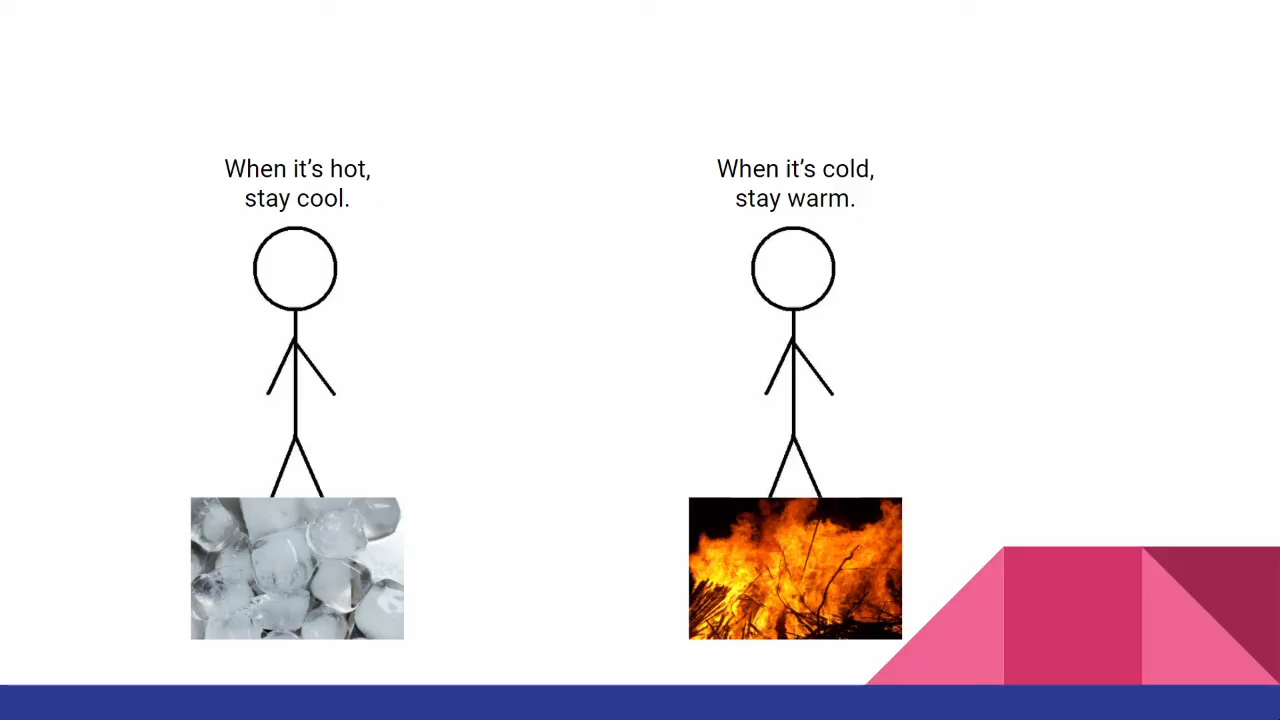 When it’s hot,
stay cool.
When it’s cold,
stay warm.